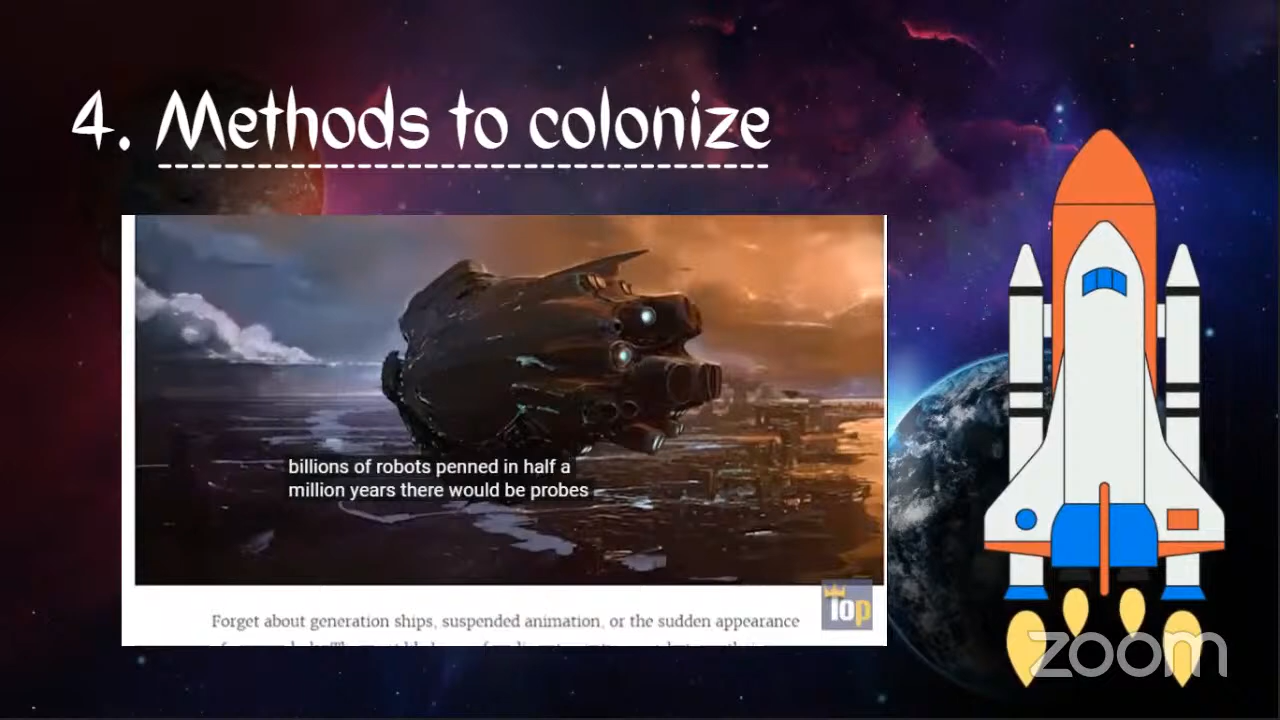 4. Methods to colonize
billions of robots penned in half a
million years there would be probes
Forget about generation ships, suspended animation, or the sudden appearance
top
zoom